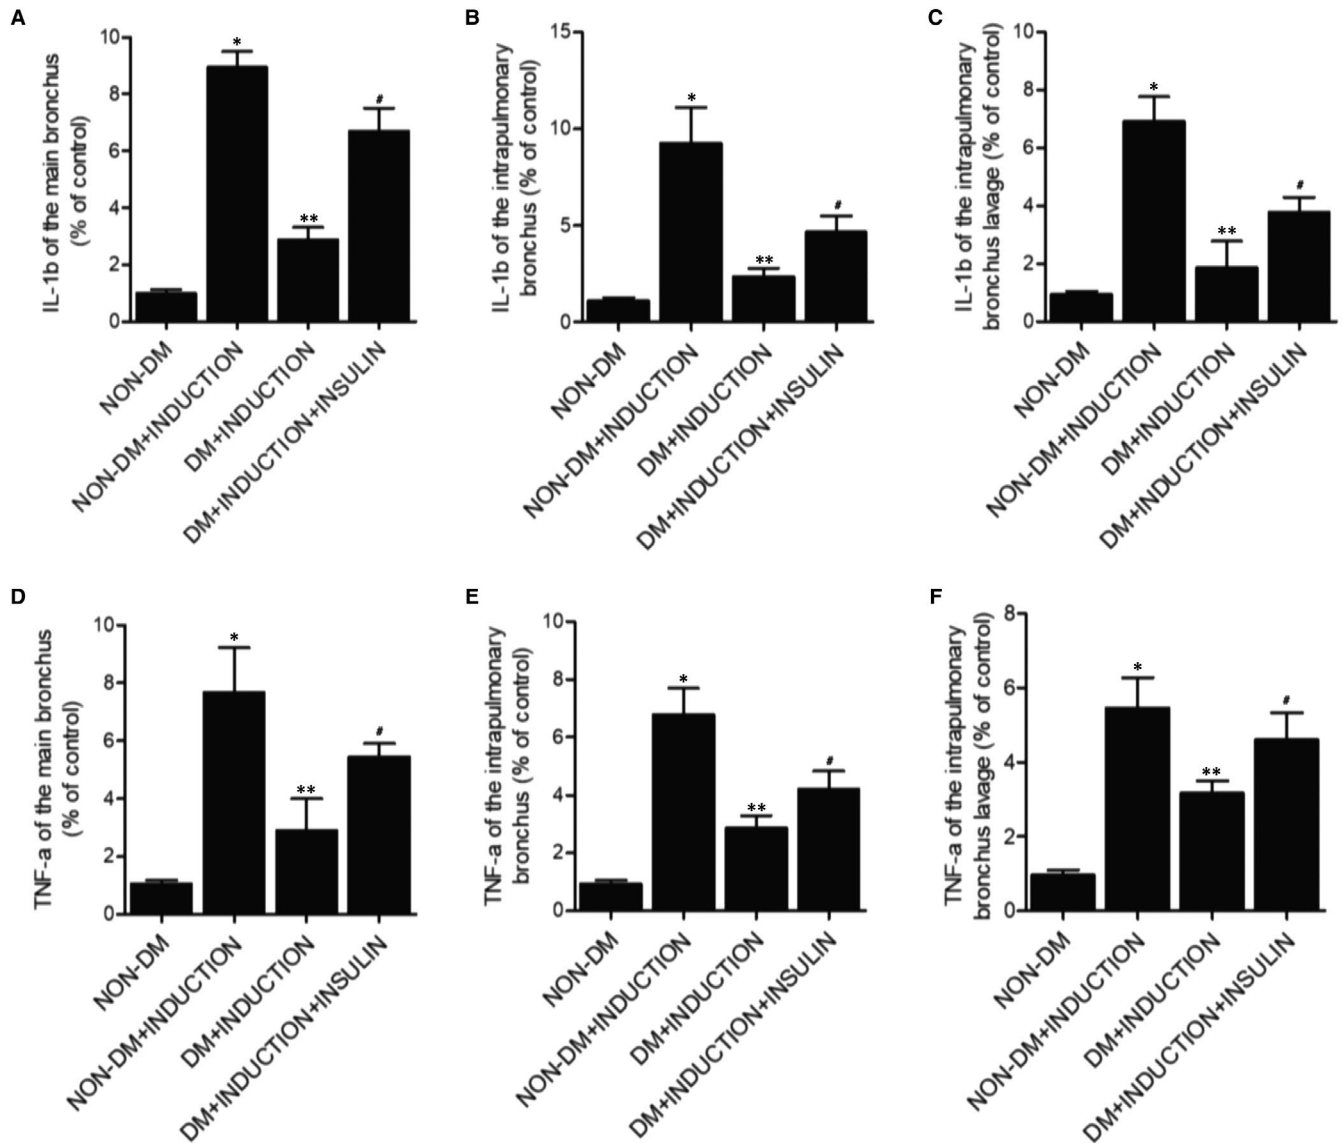 A
IL-1b of the main bronchus
(% of control)
10
8
6
4
2
0
*
**
#
NON-DM
NON-DM+INDUCTION
DM+INDUCTION
DM+INDUCTION+INSULIN
B
IL-1b of the intrapulmonary
bronchus (% of control)
15
10
5
0
*
**
#
NON-DM
NON-DM+INDUCTION
DM+INDUCTION
DM+INDUCTION+INSULIN
C
IL-1b of the intrapulmonary
bronchus lavage (% of control)
10
8
6
4
2
0
*
**
#
NON-DM
NON-DM+INDUCTION
DM+INDUCTION
DM+INDUCTION+INSULIN
D
TNF-a of the main bronchus
(% of control)
10
8
6
4
2
0
*
**
#
NON-DM
NON-DM+INDUCTION
DM+INDUCTION
DM+INDUCTION+INSULIN
E
TNF-a of the intrapulmonary
bronchus (% of control)
10
8
6
4
2
0
*
**
#
NON-DM
NON-DM+INDUCTION
DM+INDUCTION
DM+INDUCTION+INSULIN
F
TNF-a of the intrapulmonary
bronchus lavage (% of control)
8
6
4
2
0
*
**
#
NON-DM
NON-DM+INDUCTION
DM+INDUCTION
DM+INDUCTION+INSULIN